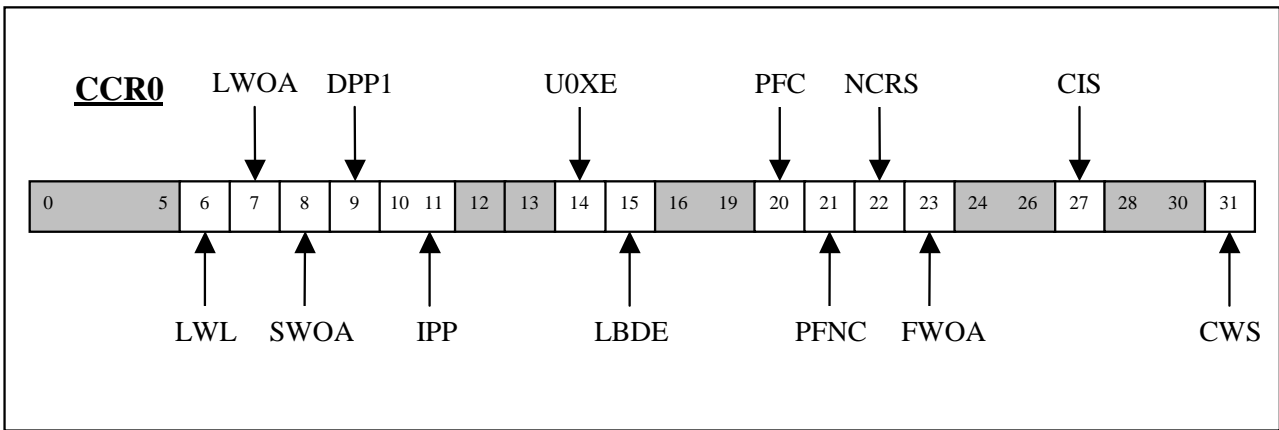 CCR0 LWOA DPP1 U0XE PFC NCRS CIS
0 5 6 7 8 9 10 11 12 13 14 15 16 19 20 21 22 23 24 26 27 28 30 31
LWL SWOA IPP LBDE PFNC FWOA CWS